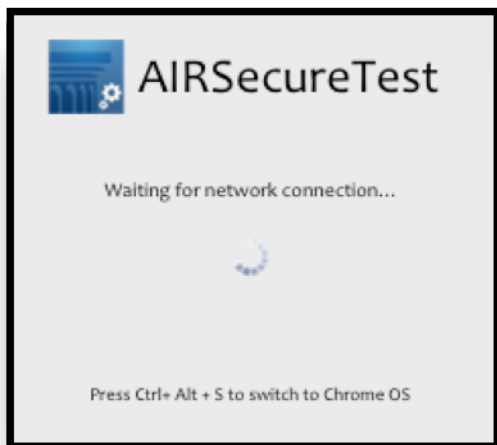 AIRSecureTest
Waiting for network connection...
Press Ctrl+ Alt + S to switch to Chrome OS